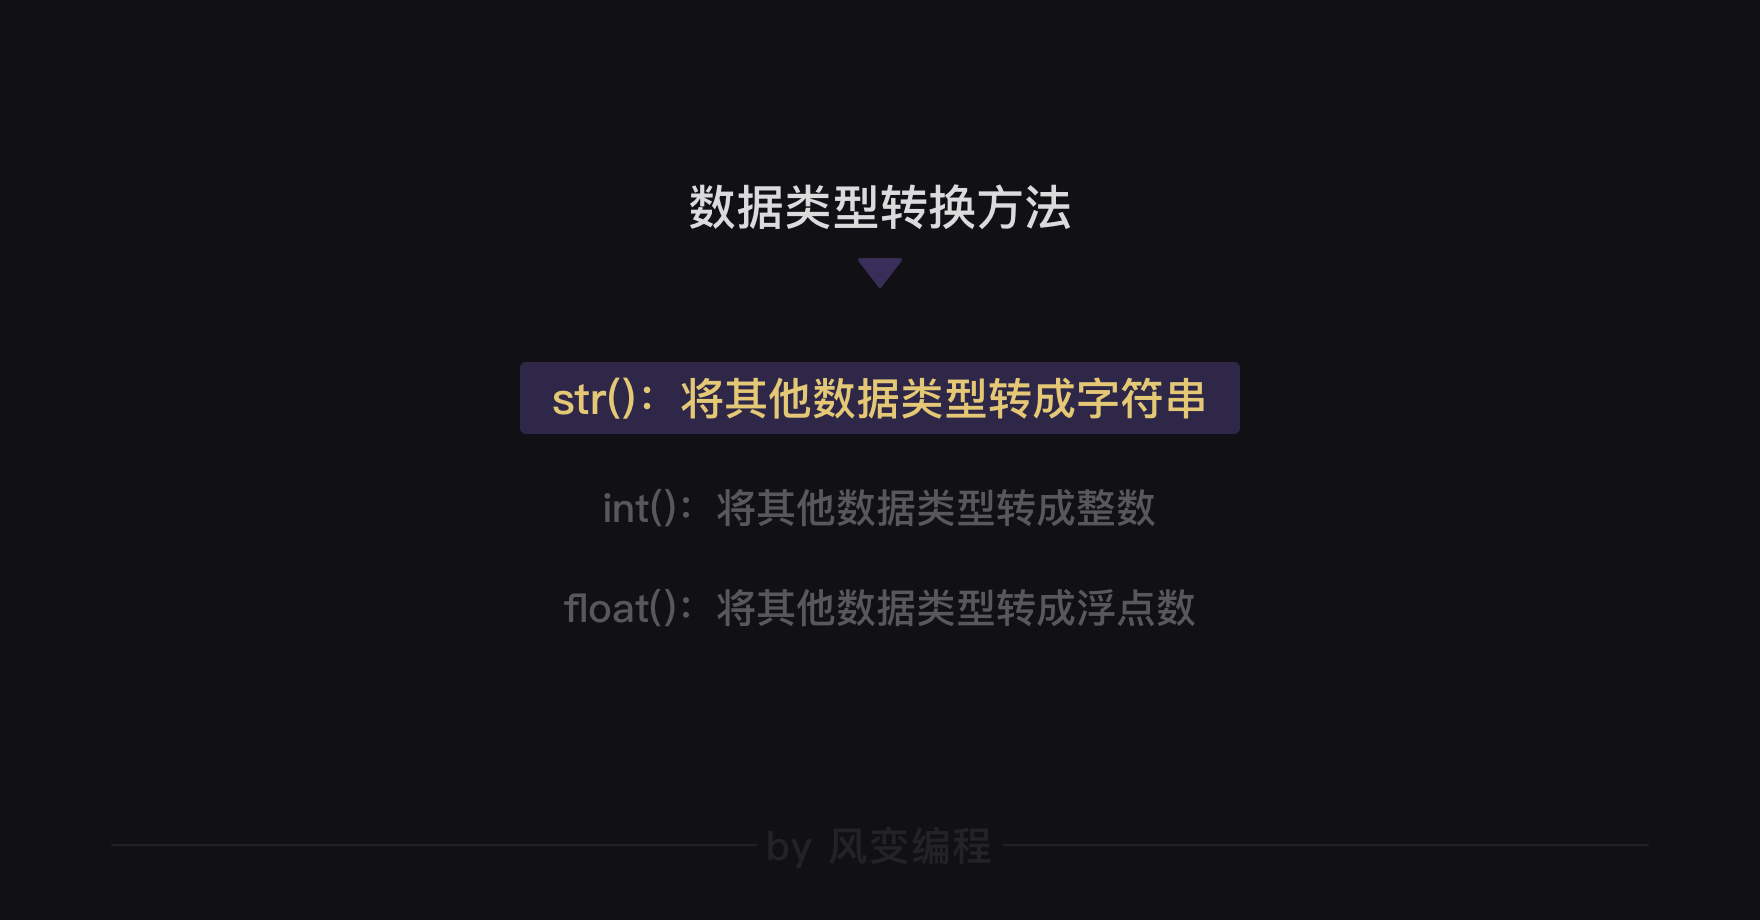 数据类型转换方法
str()：将其他数据类型转成字符串
int()：将其他数据类型转成整数
float()：将其他数据类型转成浮点数
by 风变编程